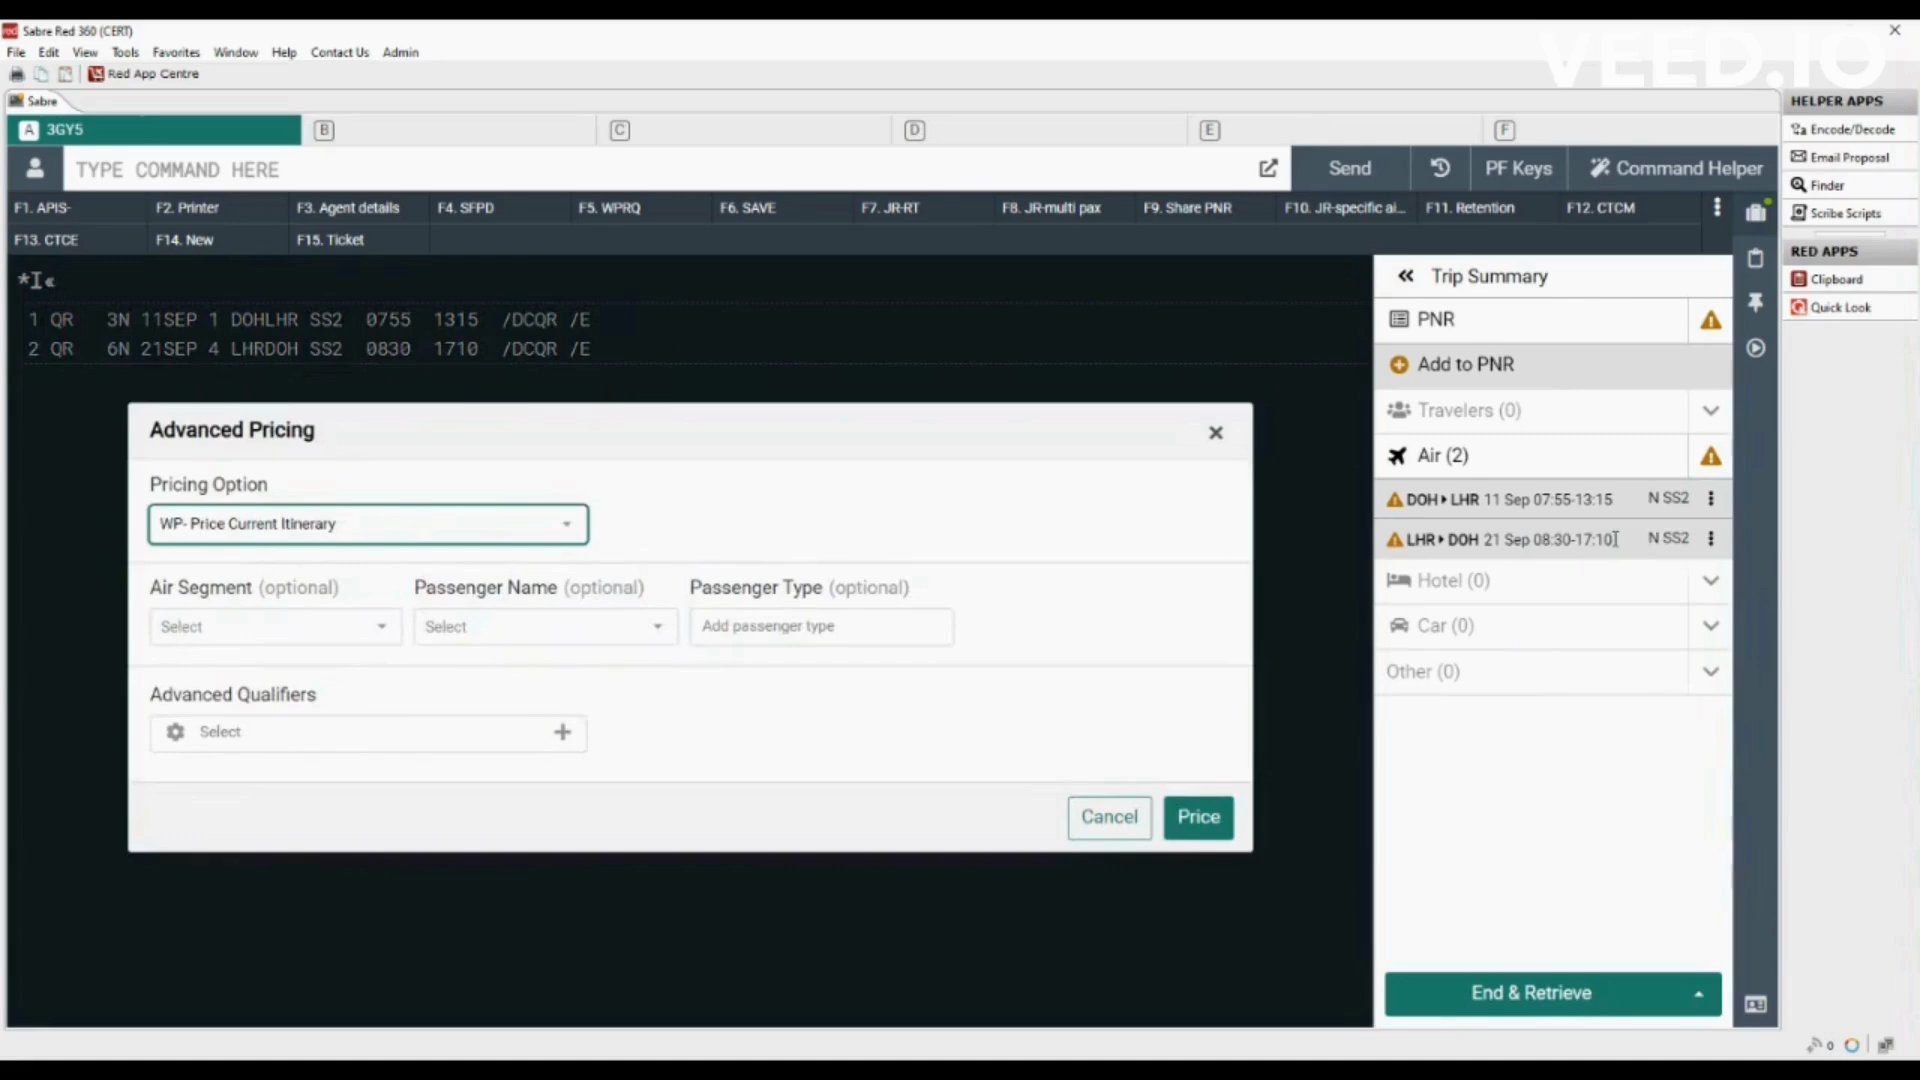 VEED.IO
red Sabre Red 360 (CERT)
File Edit View Tools Favorites Window Help Contact Us Admin
Red App Centre
Sabre
A 3GY5 B C D E F
TYPE COMMAND HERE Send PF Keys Command Helper
F1. APIS- F2. Printer F3. Agent details F4. SFPD F5. WPRQ F6. SAVE F7. JR-RT F8. JR-multi pax F9. Share PNR F10. JR-specific ai... F11. Retention F12. CTCM
F13. CTCE F14. New F15. Ticket
*I«
1 QR 3N 11SEP 1 DOHLHR SS2 0755 1315 /DCQR /E
2 QR 6N 21SEP 4 LHRDOH SS2 0830 1710 /DCQR /E
Advanced Pricing
Pricing Option
WP- Price Current Itinerary
Air Segment (optional) Passenger Name (optional) Passenger Type (optional)
Select Select Add passenger type
Advanced Qualifiers
Select
Cancel Price
Trip Summary
PNR
Add to PNR
Travelers (0)
Air (2)
DOH LHR 11 Sep 07:55-13:15 N SS2
LHR DOH 21 Sep 08:30-17:10 N SS2
Hotel (0)
Car (0)
Other (0)
End & Retrieve
HELPER APPS
Encode/Decode
Email Proposal
Finder
Scribe Scripts
RED APPS
Clipboard
Quick Look
0